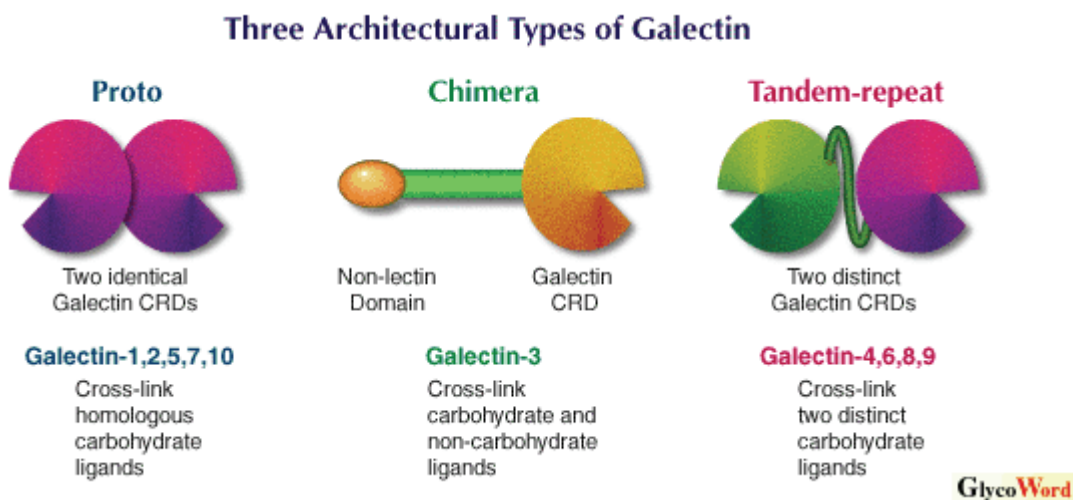 Three Architectural Types of Galectin
Proto
Chimera
Tandem-repeat
Two identical
Galectin CRDs
Non-lectin
Domain
Galectin
CRD
Two distinct
Galectin CRDs
Galectin-1,2,5,7,10
Cross-link
homologous
carbohydrate
ligands
Galectin-3
Cross-link
carbohydrate and
non-carbohydrate
ligands
Galectin-4,6,8,9
Cross-link
two distinct
carbohydrate
ligands
GlycoWord